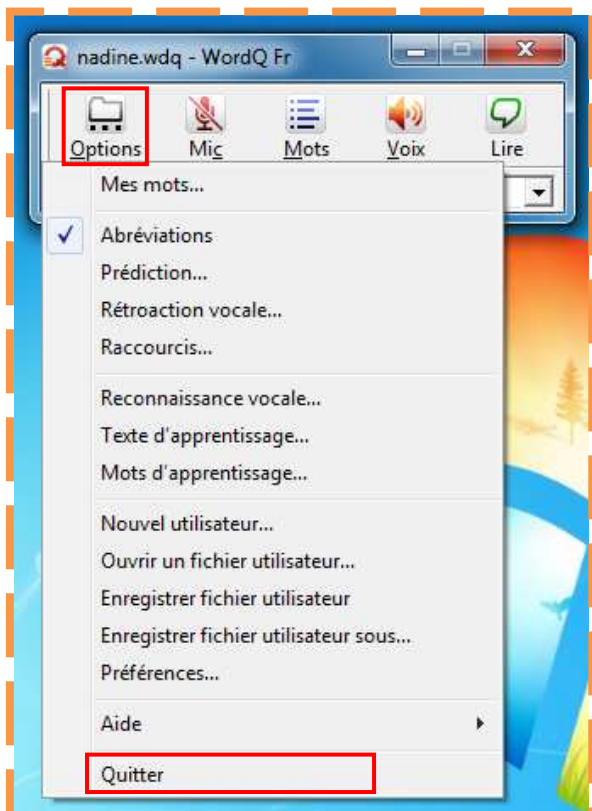 nadine.wdq - WordQ Fr
Options Mic Mots Voix Lire
Mes mots...
Abréviations
Prédiction...
Rétroaction vocale...
Raccourcis...
Reconnaissance vocale...
Texte d'apprentissage...
Mots d'apprentissage...
Nouvel utilisateur...
Ouvrir un fichier utilisateur...
Enregistrer fichier utilisateur
Enregistrer fichier utilisateur sous...
Préférences...
Aide
Quitter